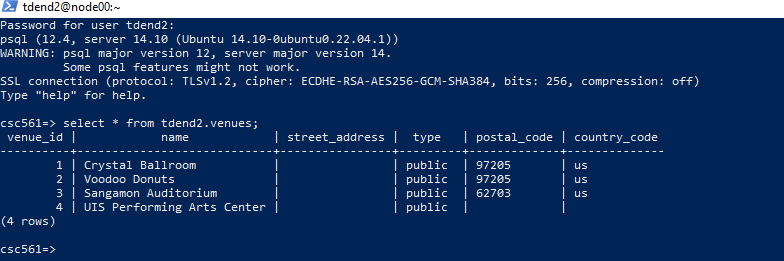 tdend2@node00:~
Password for user tdend2:
psql (12.4, server 14.10 (Ubuntu 14.10-0ubuntu0.22.04.1))
WARNING: psql major version 12, server major version 14.
         Some psql features might not work.
SSL connection (protocol: TLSv1.2, cipher: ECDHE-RSA-AES256-GCM-SHA384, bits: 256, compression: off)
Type "help" for help.
csc561=> select * from tdend2.venues;
 venue_id |           name            | street_address |  type  | postal_code | country_code
----------+---------------------------+----------------+--------+-------------+--------------
        1 | Crystal Ballroom          |                | public | 97205       | us
        2 | Voodoo Donuts             |                | public | 97205       | us
        3 | Sangamon Auditorium       |                | public | 62703       | us
        4 | UIS Performing Arts Center |                | public |             |
(4 rows)
csc561=>